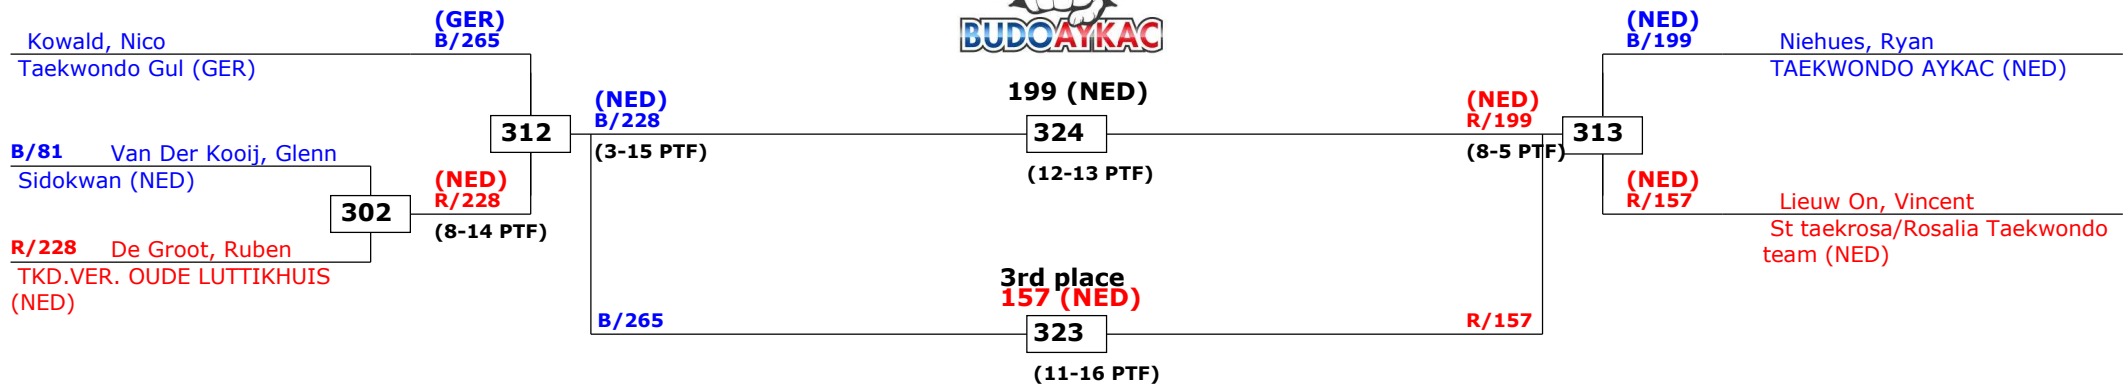 BUDOAYKAC
Kowald, Nico
Taekwondo Gul (GER)
(GER)
B/265
B/81 Van Der Kooij, Glenn
Sidokwan (NED)
302
R/228 De Groot, Ruben
TKD.VER. OUDE LUTTIKHUIS
(NED)
(NED)
R/228
(8-14 PTF)
312
(NED)
B/228
(3-15 PTF)
199 (NED)
324
(12-13 PTF)
(NED)
R/199
(8-5 PTF)
313
(NED)
B/199
Niehues, Ryan
TAEKWONDO AYKAC (NED)
(NED)
R/157
Lieuw On, Vincent
St taekrosa/Rosalia Taekwondo
team (NED)
B/265
3rd place
157 (NED)
323
(11-16 PTF)
R/157